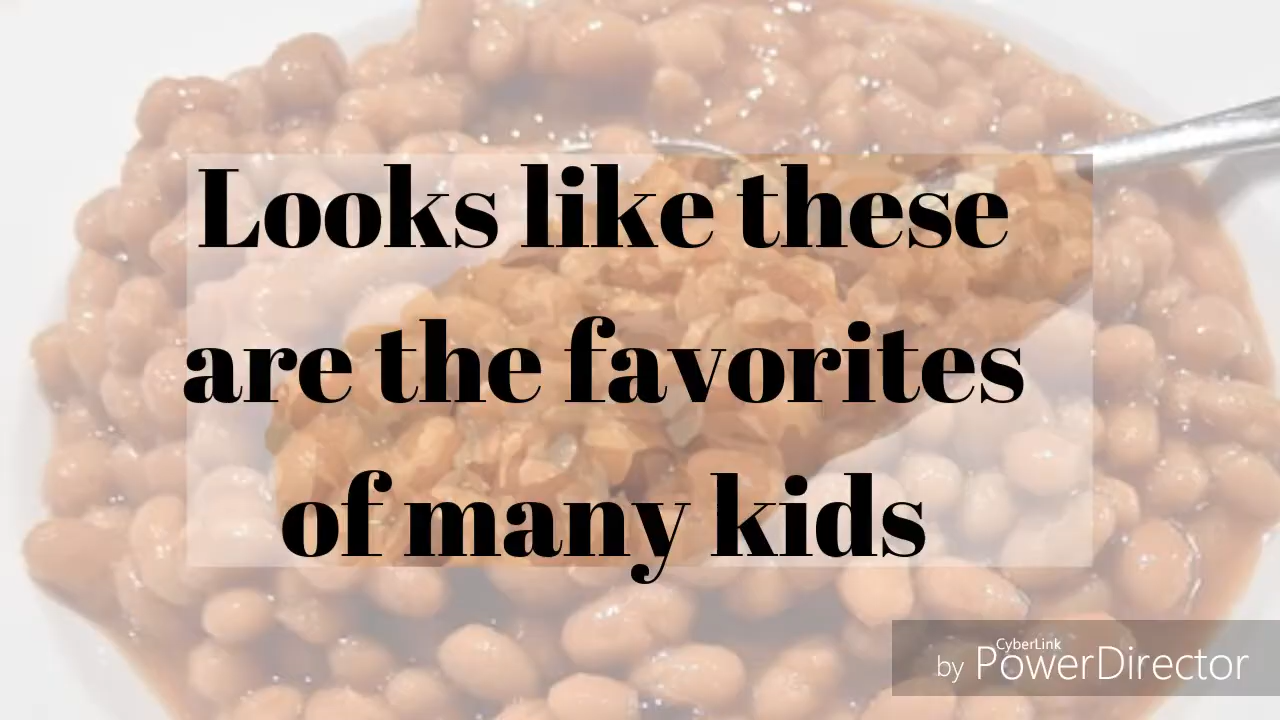 Looks like these
are the favorites
of many kids
CyberLink
by PowerDirector